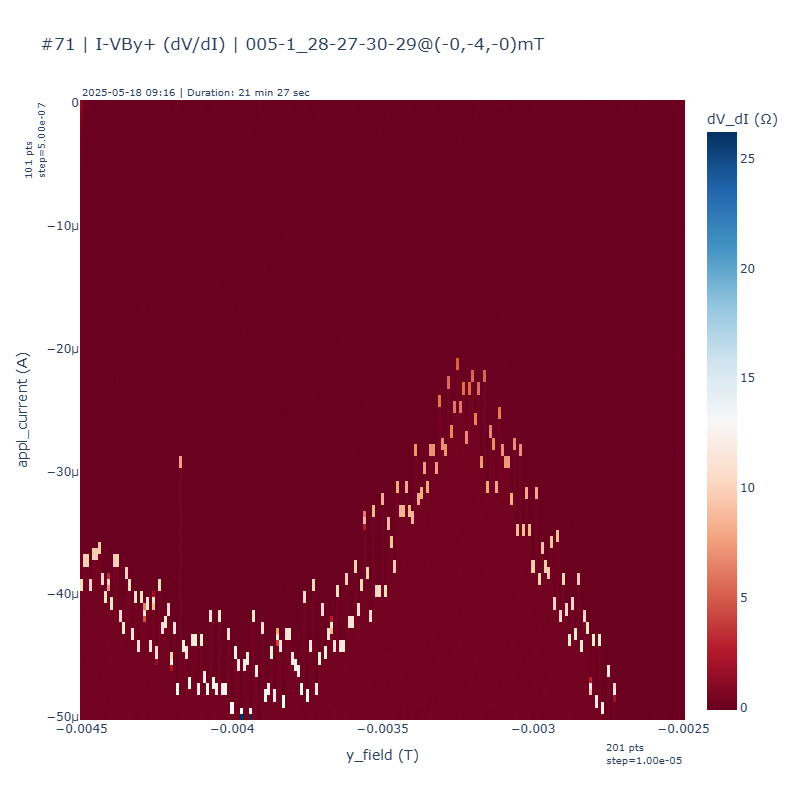 #71 | I-VBy+ (dV/dI) | 005-1_28-27-30-29@(-0,-4,-0)mT
2025-05-18 09:16 | Duration: 21 min 27 sec
101 pts
step=5.00e-07
dV_dI (Ω)
25
20
15
10
5
0
0
−10μ
−20μ
−30μ
−40μ
−50μ
appl_current (A)
−0.0045
−0.004
−0.0035
−0.003
−0.0025
y_field (T)
201 pts
step=1.00e-05